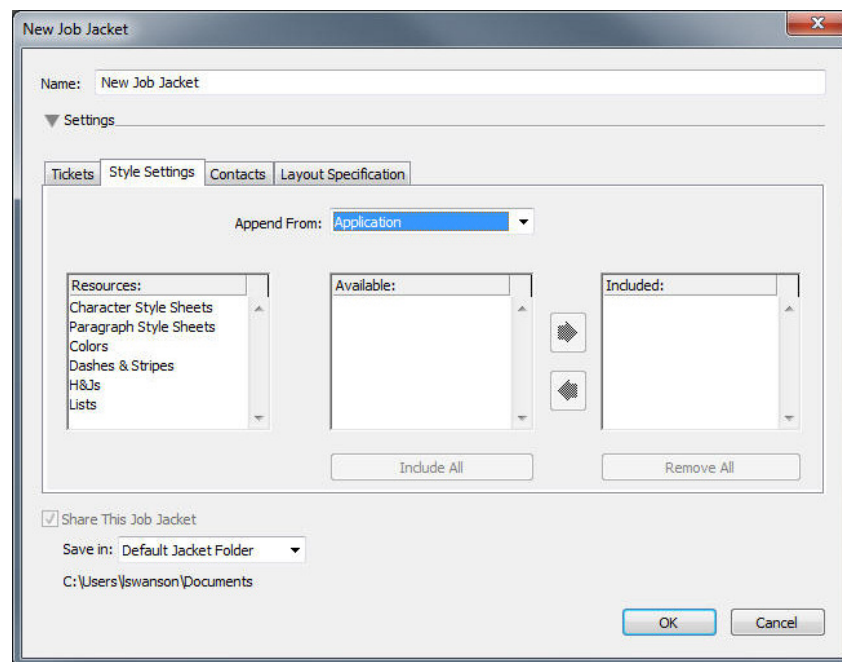 New Job Jacket
Name: New Job Jacket
Settings
Tickets Style Settings Contacts Layout Specification
Append From: Application
Resources: Available: Included:
Character Style Sheets
Paragraph Style Sheets
Colors
Dashes & Stripes
H&Js
Lists
Include All Remove All
Share This Job Jacket
Save in: Default Jacket Folder
C:\Users\lswanson\Documents
OK Cancel